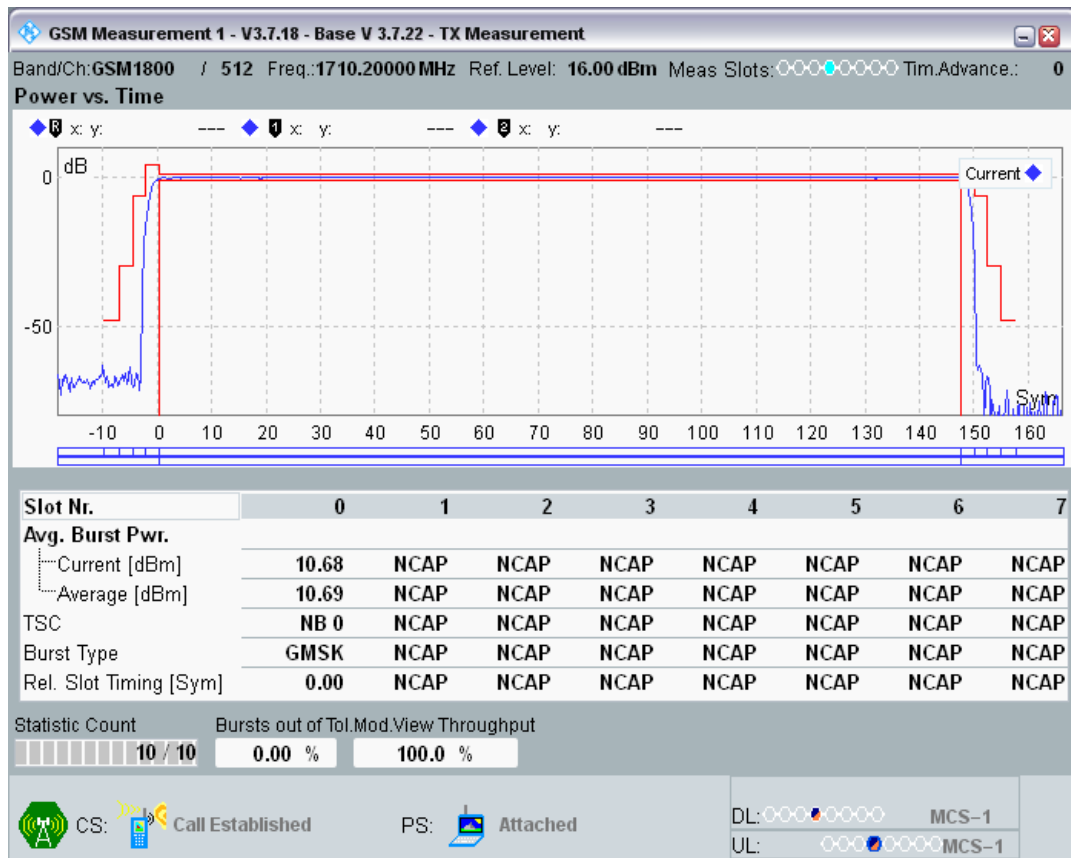 GSM Measurement 1 - V3.7.18 - Base V 3.7.22 - TX Measurement
Band/Ch:GSM1800 / 512 Freq.:1710.20000 MHz Ref. Level: 16.00 dBm Meas Slots: Tim.Advance.: 0
Power vs. Time
R x: y: --- 1 x: y: --- 2 x: y: ---
dB
0
Current
-50
Sym
-10 0 10 20 30 40 50 60 70 80 90 100 110 120 130 140 150 160
Slot Nr. 0 1 2 3 4 5 6 7
Avg. Burst Pwr.
Current [dBm] 10.68 NCAP NCAP NCAP NCAP NCAP NCAP NCAP
Average [dBm] 10.69 NCAP NCAP NCAP NCAP NCAP NCAP NCAP
TSC NB 0 NCAP NCAP NCAP NCAP NCAP NCAP NCAP
Burst Type GMSK NCAP NCAP NCAP NCAP NCAP NCAP NCAP
Rel. Slot Timing [Sym] 0.00 NCAP NCAP NCAP NCAP NCAP NCAP NCAP
Statistic Count Bursts out of Tol. Mod.View Throughput
10 / 10 0.00 % 100.0 %
CS: Call Established PS: Attached
DL: MCS-1
UL: MCS-1